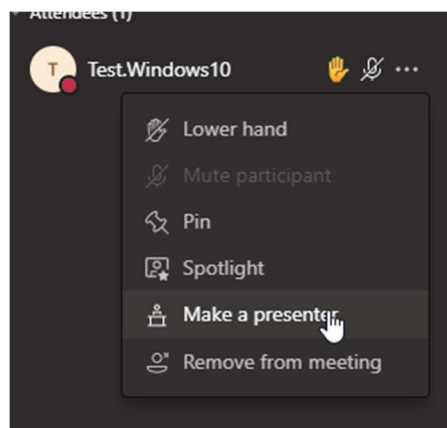 Attendees (1)
T
Test.Windows10
Lower hand
Mute participant
Pin
Spotlight
Make a presenter
Remove from meeting